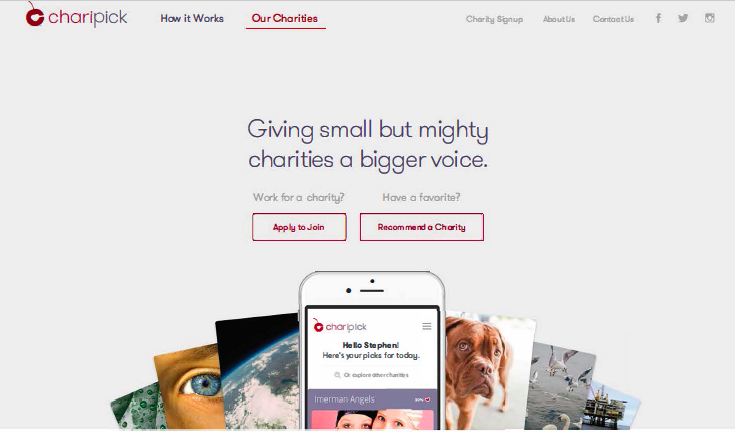 charipick
How it Works
Our Charities
Charity Signup
About Us
Contact Us
Giving small but mighty
charities a bigger voice.
Work for a charity?
Have a favorite?
Apply to Join
Recommend a Charity
charipick
Hello Stephen!
Here's your picks for today.
Or explore other charities
Imerman Angels